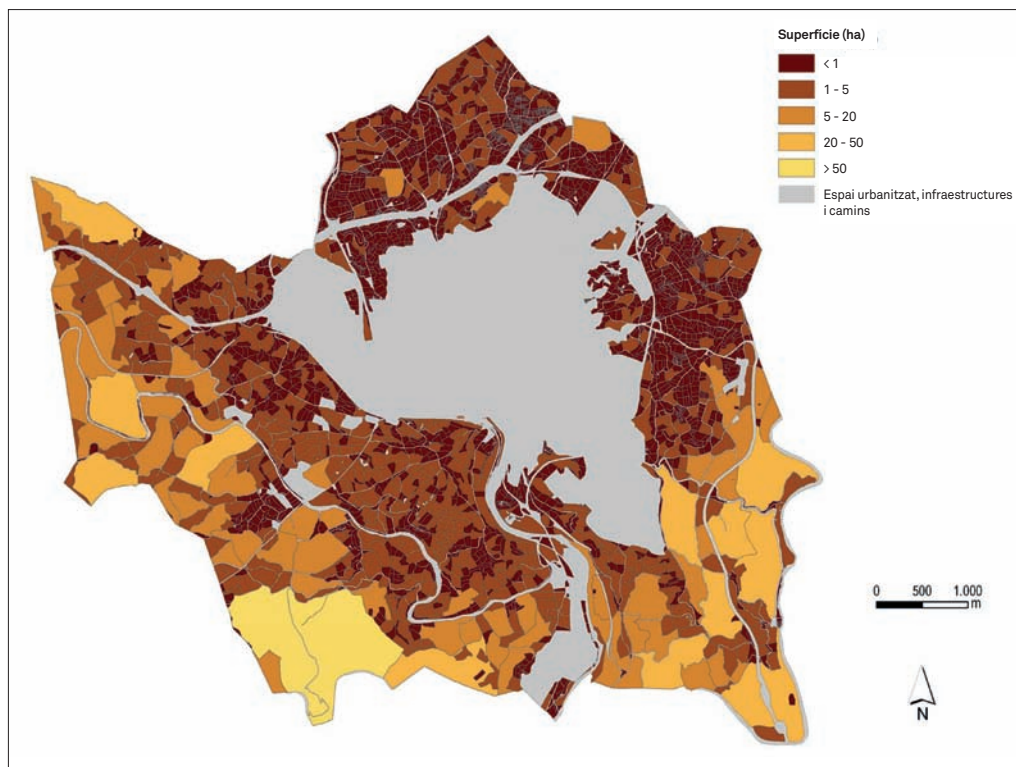 Superfície (ha)
< 1
1 - 5
5 - 20
20 - 50
> 50
Espai urbanitzat, infraestructures
i camins
0 500 1.000
m
N